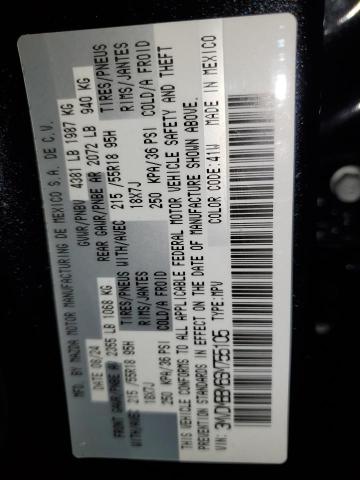 MFD. BY MAZDA MOTOR MANUFACTURING DE MEXICO S.A. DE C.V.
DATE 08/24 GVWR/PNBV 4381 LB 1987 KG
FRONT GAWR/PNBE AV 2355 LB 1068 KG REAR GAWR/PNBE AR 2072 LB 940 KG
WITH/AVEC 215 /55R18 95H TIRES/PNEUS WITH/AVEC 215 /55R18 95H TIRES/PNEUS
18X7J RIMS/JANTES 18X7J RIMS/JANTES
250 KPA/36 PSI COLD/A FROID 250 KPA/36 PSI COLD/A FROID
THIS VEHICLE CONFORMS TO ALL APPLICABLE FEDERAL MOTOR VEHICLE SAFETY AND THEFT
PREVENTION STANDARDS IN EFFECT ON THE DATE OF MANUFACTURE SHOWN ABOVE.
TYPE:MPV COLOR CODE:41W MADE IN MEXICO
VIN: